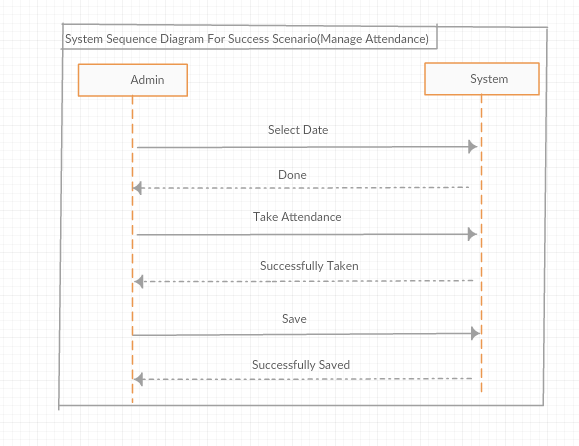 System Sequence Diagram For Success Scenario(Manage Attendance)
Admin
System
Select Date
Done
Take Attendance
Successfully Taken
Save
Successfully Saved